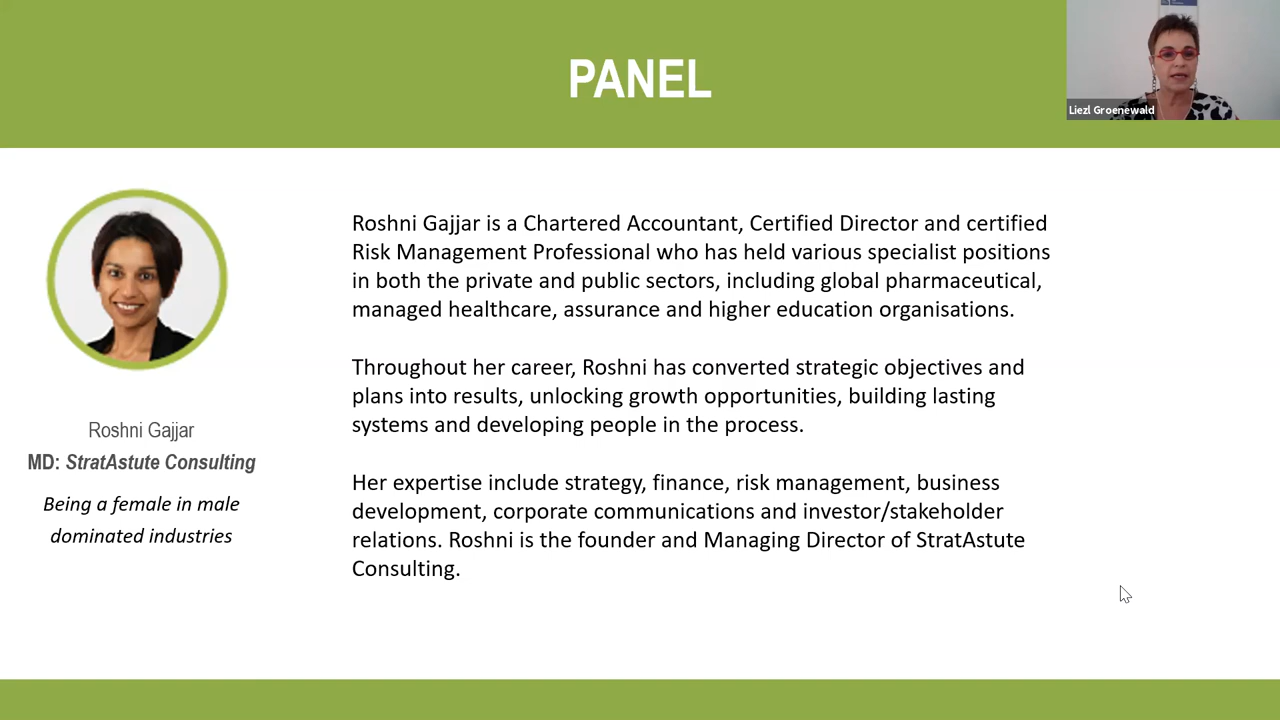 PANEL
Liezl Groenewald
Roshni Gajjar is a Chartered Accountant, Certified Director and certified
Risk Management Professional who has held various specialist positions
in both the private and public sectors, including global pharmaceutical,
managed healthcare, assurance and higher education organisations.
Throughout her career, Roshni has converted strategic objectives and
plans into results, unlocking growth opportunities, building lasting
systems and developing people in the process.
Her expertise include strategy, finance, risk management, business
development, corporate communications and investor/stakeholder
relations. Roshni is the founder and Managing Director of StratAstute
Consulting.
Roshni Gajjar
MD: StratAstute Consulting
Being a female in male
dominated industries